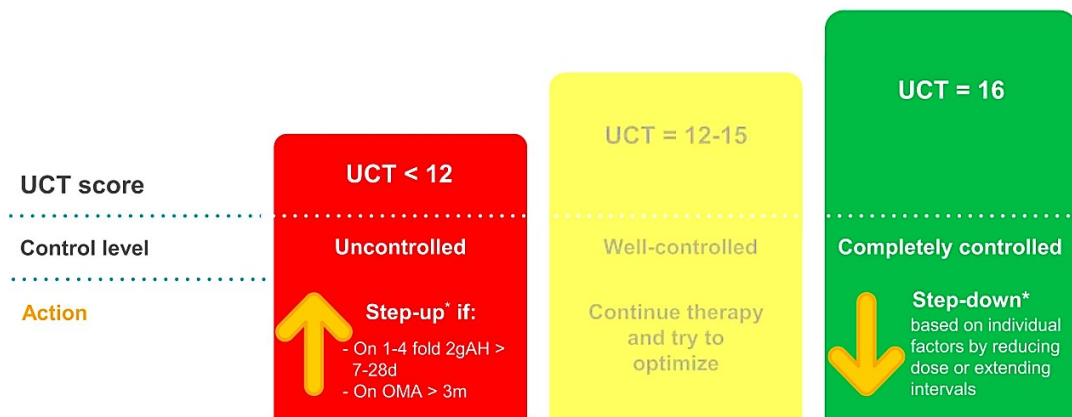 UCT score
UCT < 12
UCT = 12-15
UCT = 16
Control level
Uncontrolled
Well-controlled
Completely controlled
Action
Step-up* if:
- On 1-4 fold 2gAH >
7-28d
- On OMA > 3m
Continue therapy
and try to
optimize
Step-down*
based on individual
factors by reducing
dose or extending
intervals